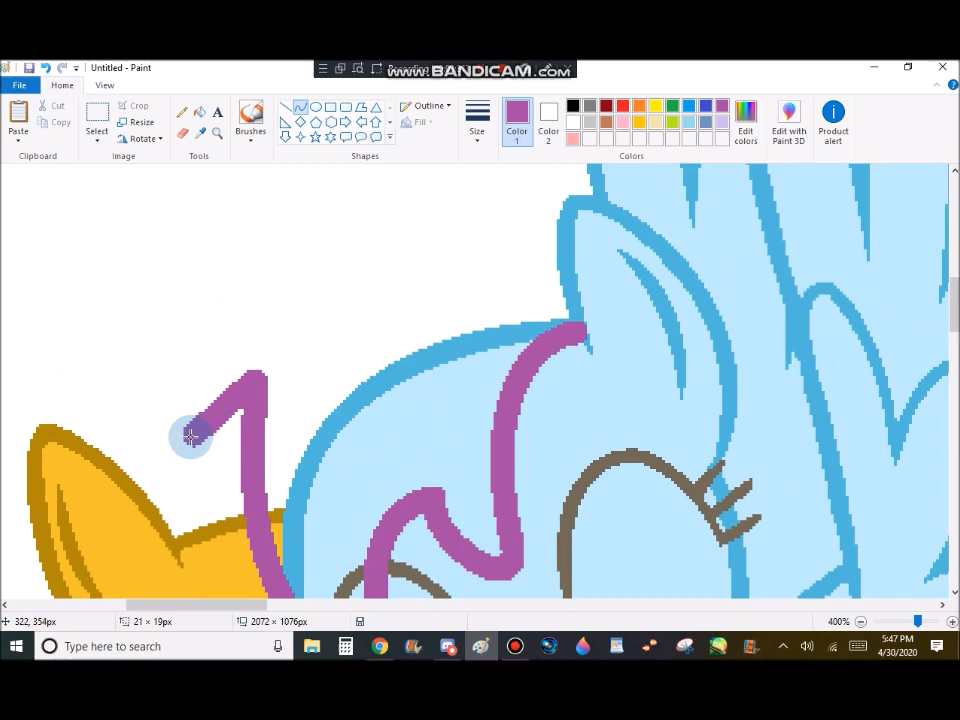 Untitled - Paint
Recording
www.BANDICAM.com
File
Home
View
Paste
Cut
Copy
Clipboard
Select
Crop
Resize
Rotate
Image
A
Tools
Brushes
Outline
Fill
Shapes
Size
Color
1
Color
2
Edit
colors
Colors
Edit with
Paint 3D
Product
alert
322, 354px
21 × 19px
2072 × 1076px
400%
Type here to search
5:47 PM
4/30/2020